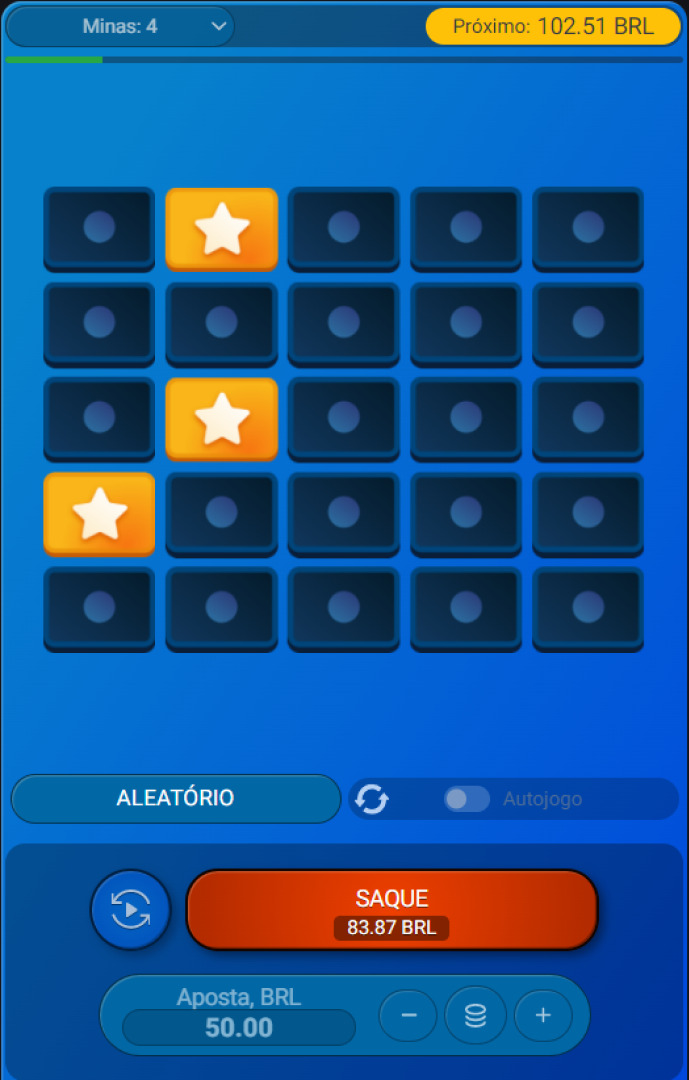 Minas: 4
Próximo: 102.51 BRL
ALEATÓRIO
Autojogo
SAQUE
83.87 BRL
Aposta, BRL
50.00